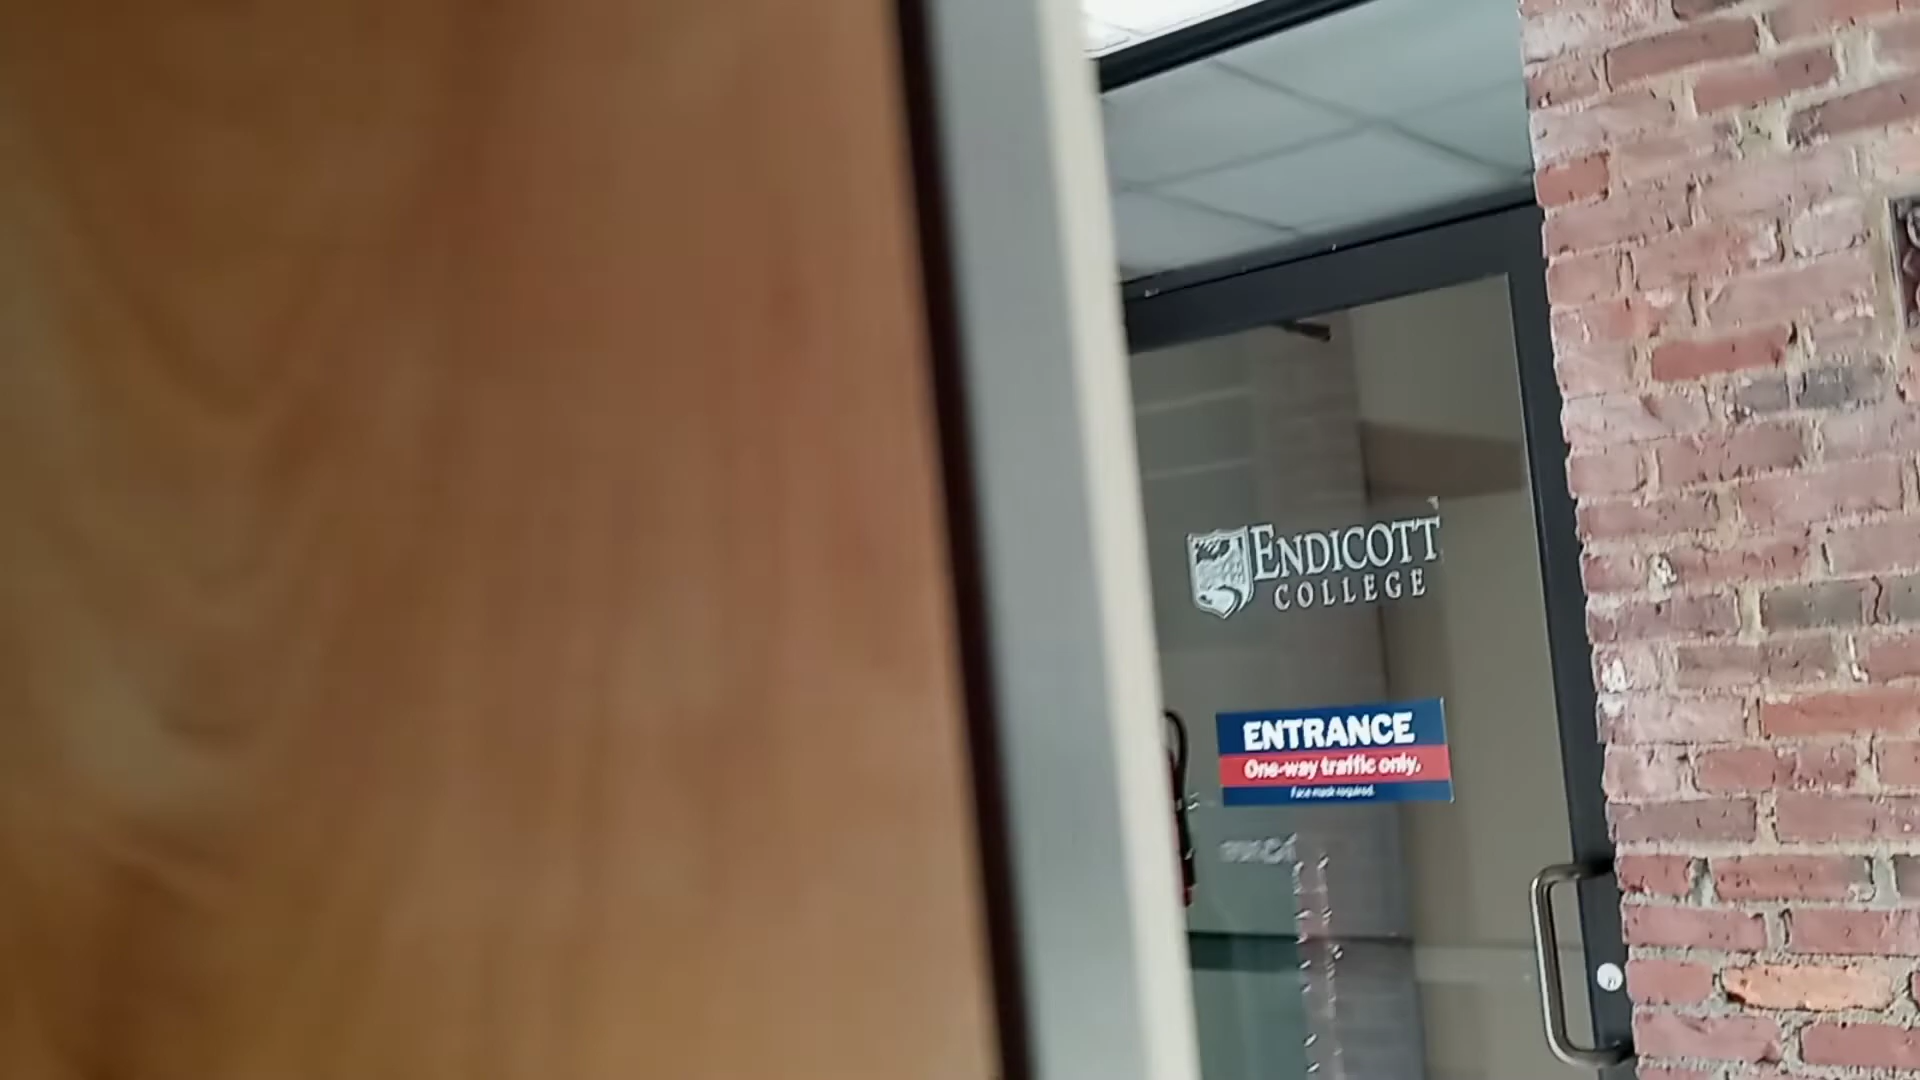 ENDICOTT
COLLEGE
ENTRANCE
One-way traffic only.
Face mask required.